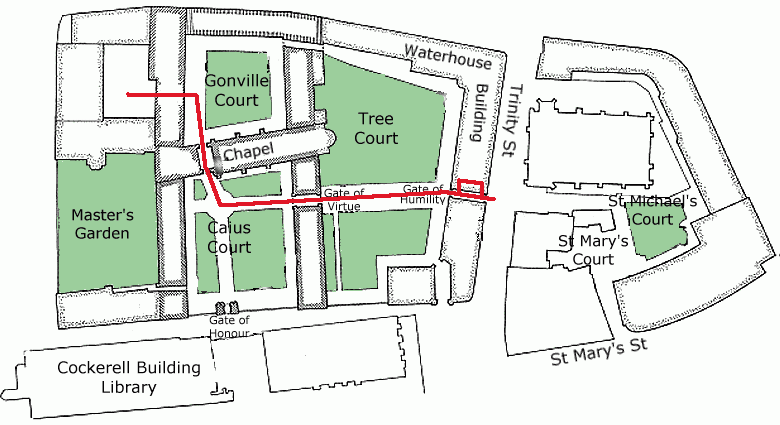 Waterhouse
Building
Trinity St
Gonville
Court
Tree
Court
Chapel
Gate of
Virtue
Gate of
Humility
Master's
Garden
Caius
Court
St Michael's
Court
St Mary's
Court
Gate of
Honour
St Mary's St
Cockerell Building
Library